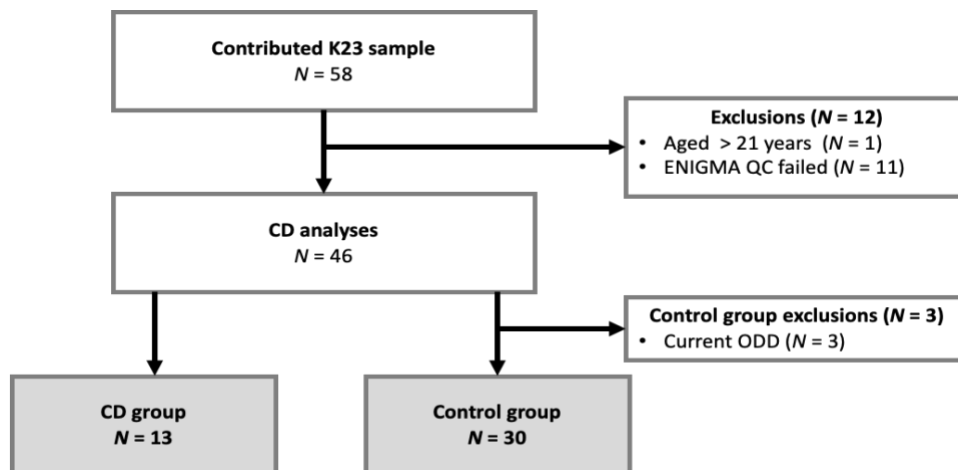 Contributed K23 sample
N = 58
Exclusions (N = 12)
• Aged > 21 years (N = 1)
• ENIGMA QC failed (N = 11)
CD analyses
N = 46
Control group exclusions (N = 3)
• Current ODD (N = 3)
CD group
N = 13
Control group
N = 30